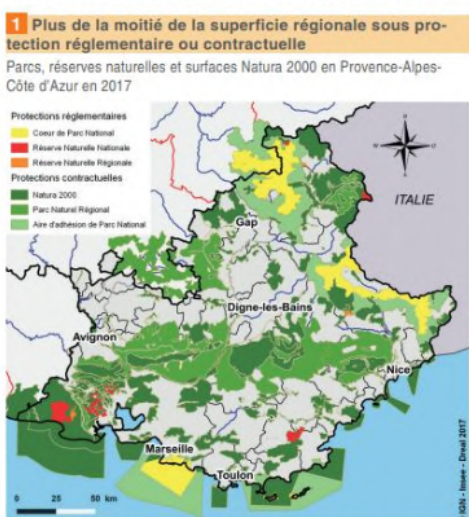 1 Plus de la moitié de la superficie régionale sous pro-
tection réglementaire ou contractuelle
Parcs, réserves naturelles et surfaces Natura 2000 en Provence-Alpes-
Côte d'Azur en 2017
Protections réglementaires
Coeur de Parc National
Réserve Naturelle Nationale
Réserve Naturelle Régionale
Protections contractuelles
Natura 2000
Parc Naturel Régional
Aire d'adhésion de Parc National
N
W
E
S
ITALIE
Gap
Digne-les-Bains
Avignon
Nice
Marseille
Toulon
0 25 50 km
IGN - Insee - Dreal 2017